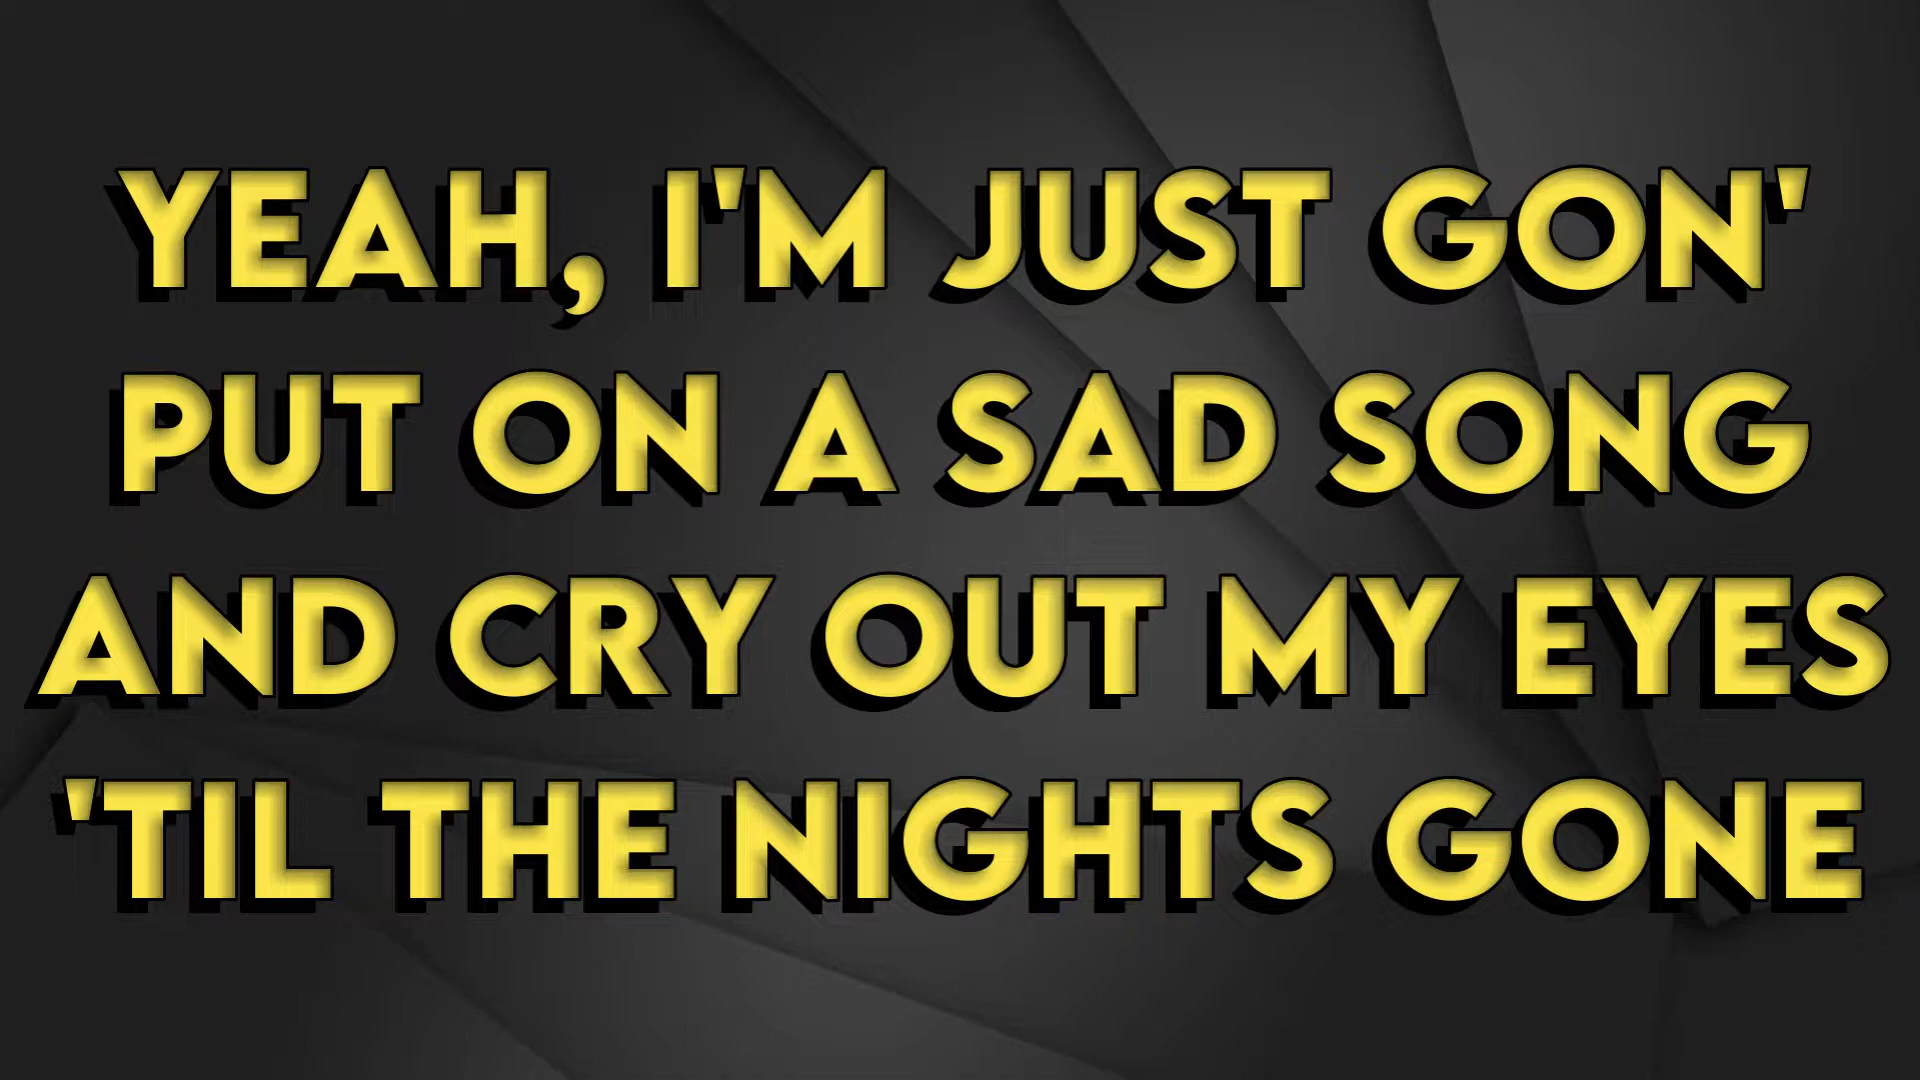 YEAH, I'M JUST GON'
PUT ON A SAD SONG
AND CRY OUT MY EYES
'TIL THE NIGHTS GONE